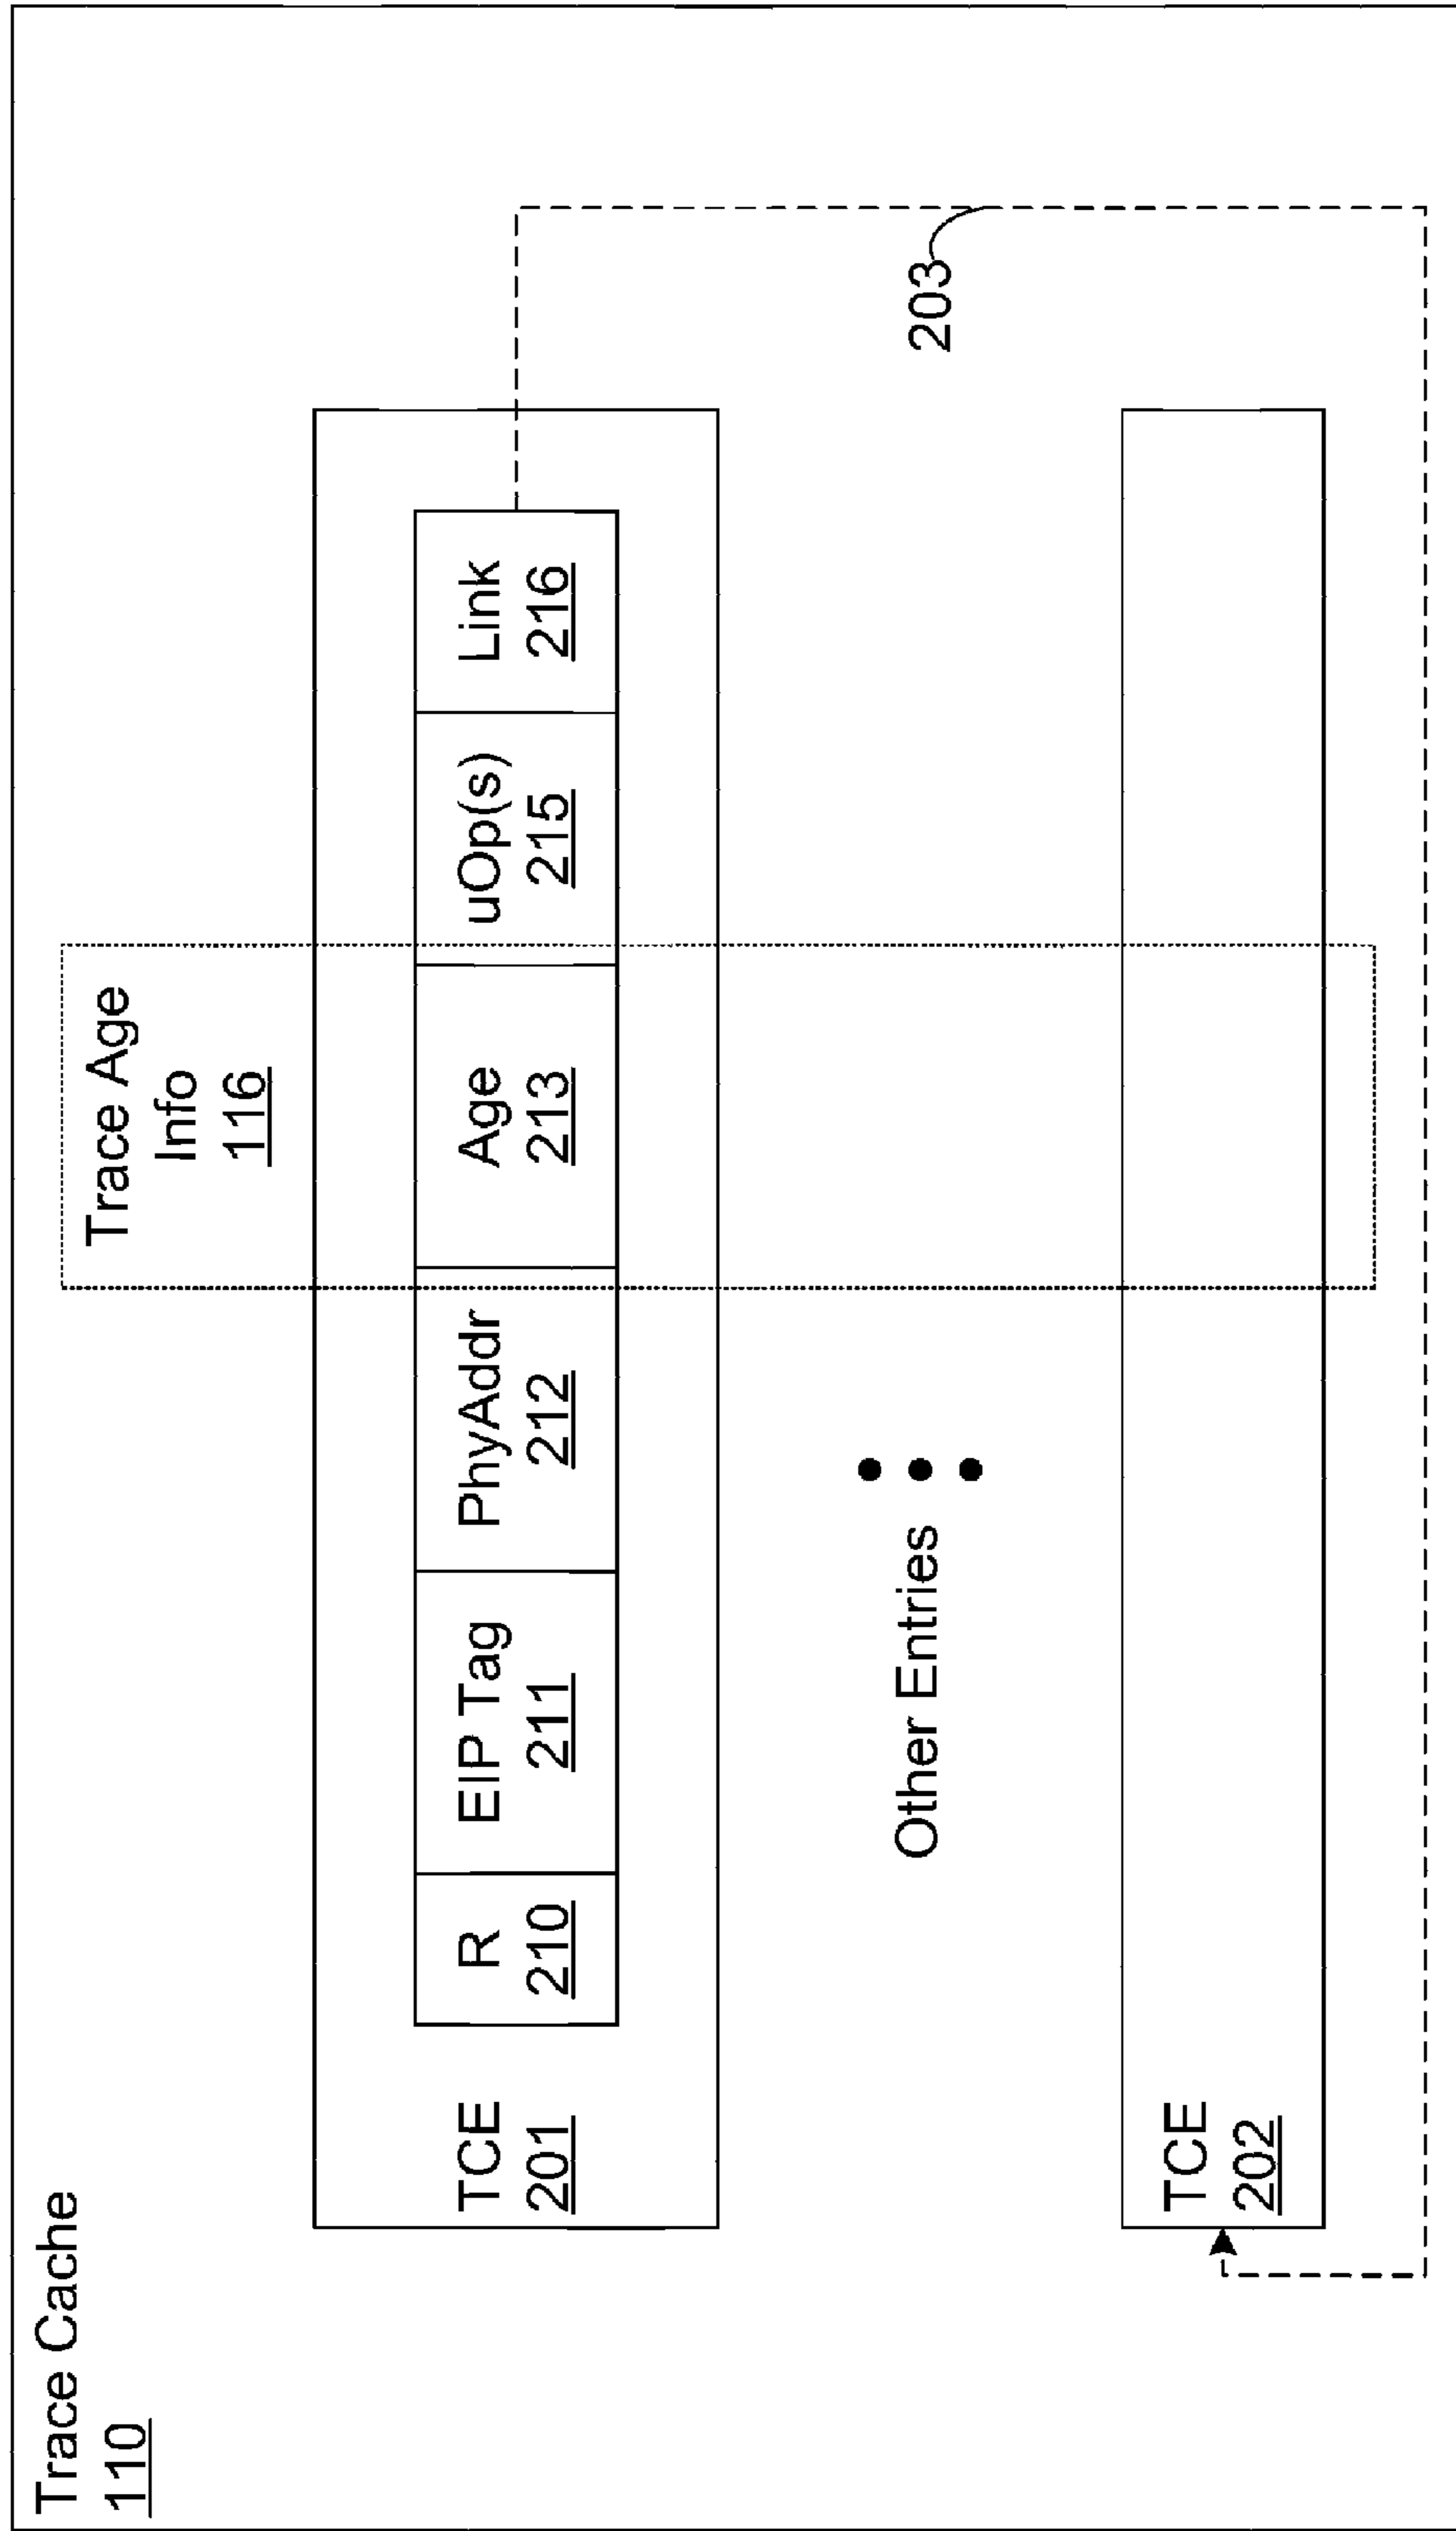 Trace Cache
110
Trace Age
Info
116
TCE
201
R
210
EIP Tag
211
PhyAddr
212
Age
213
uOp(s)
215
Link
216
Other Entries
203
TCE
202